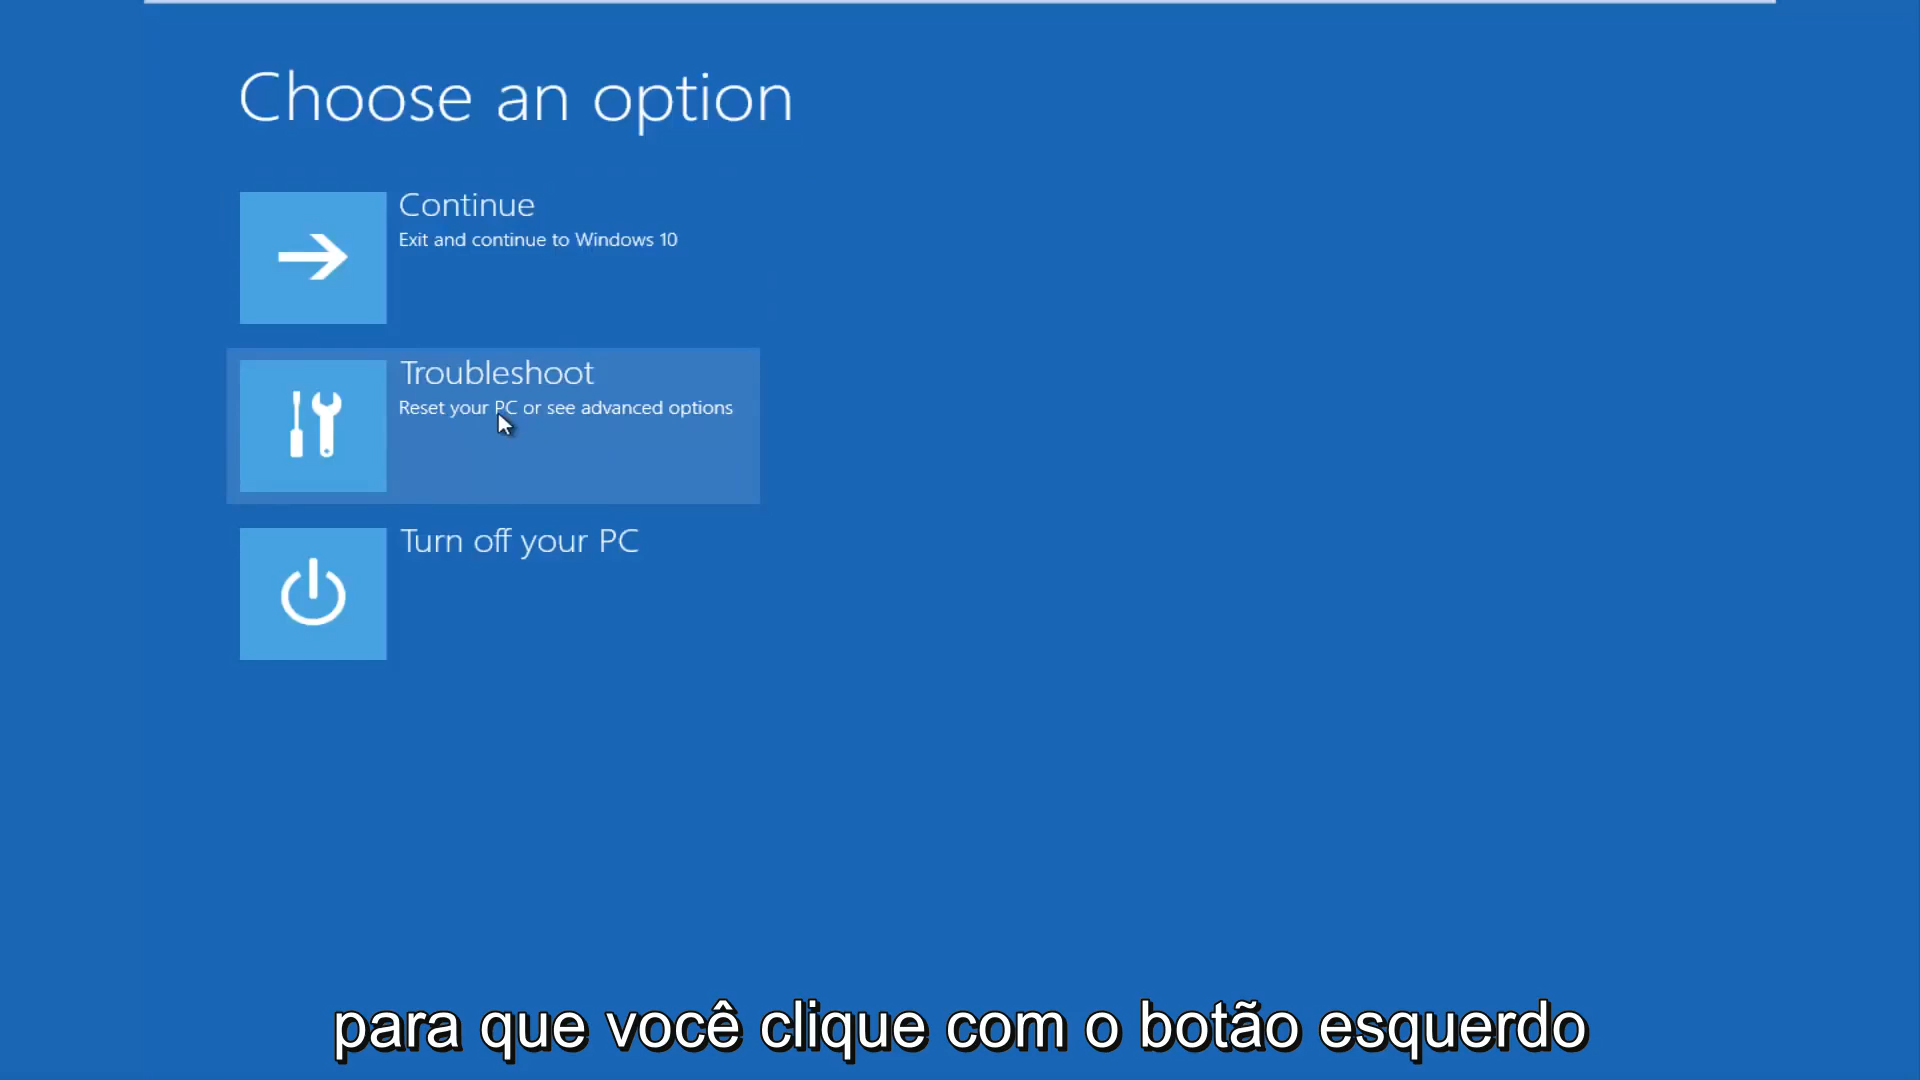 Choose an option
Continue
Exit and continue to Windows 10
Troubleshoot
Reset your PC or see advanced options
Turn off your PC
para que você clique com o botão esquerdo